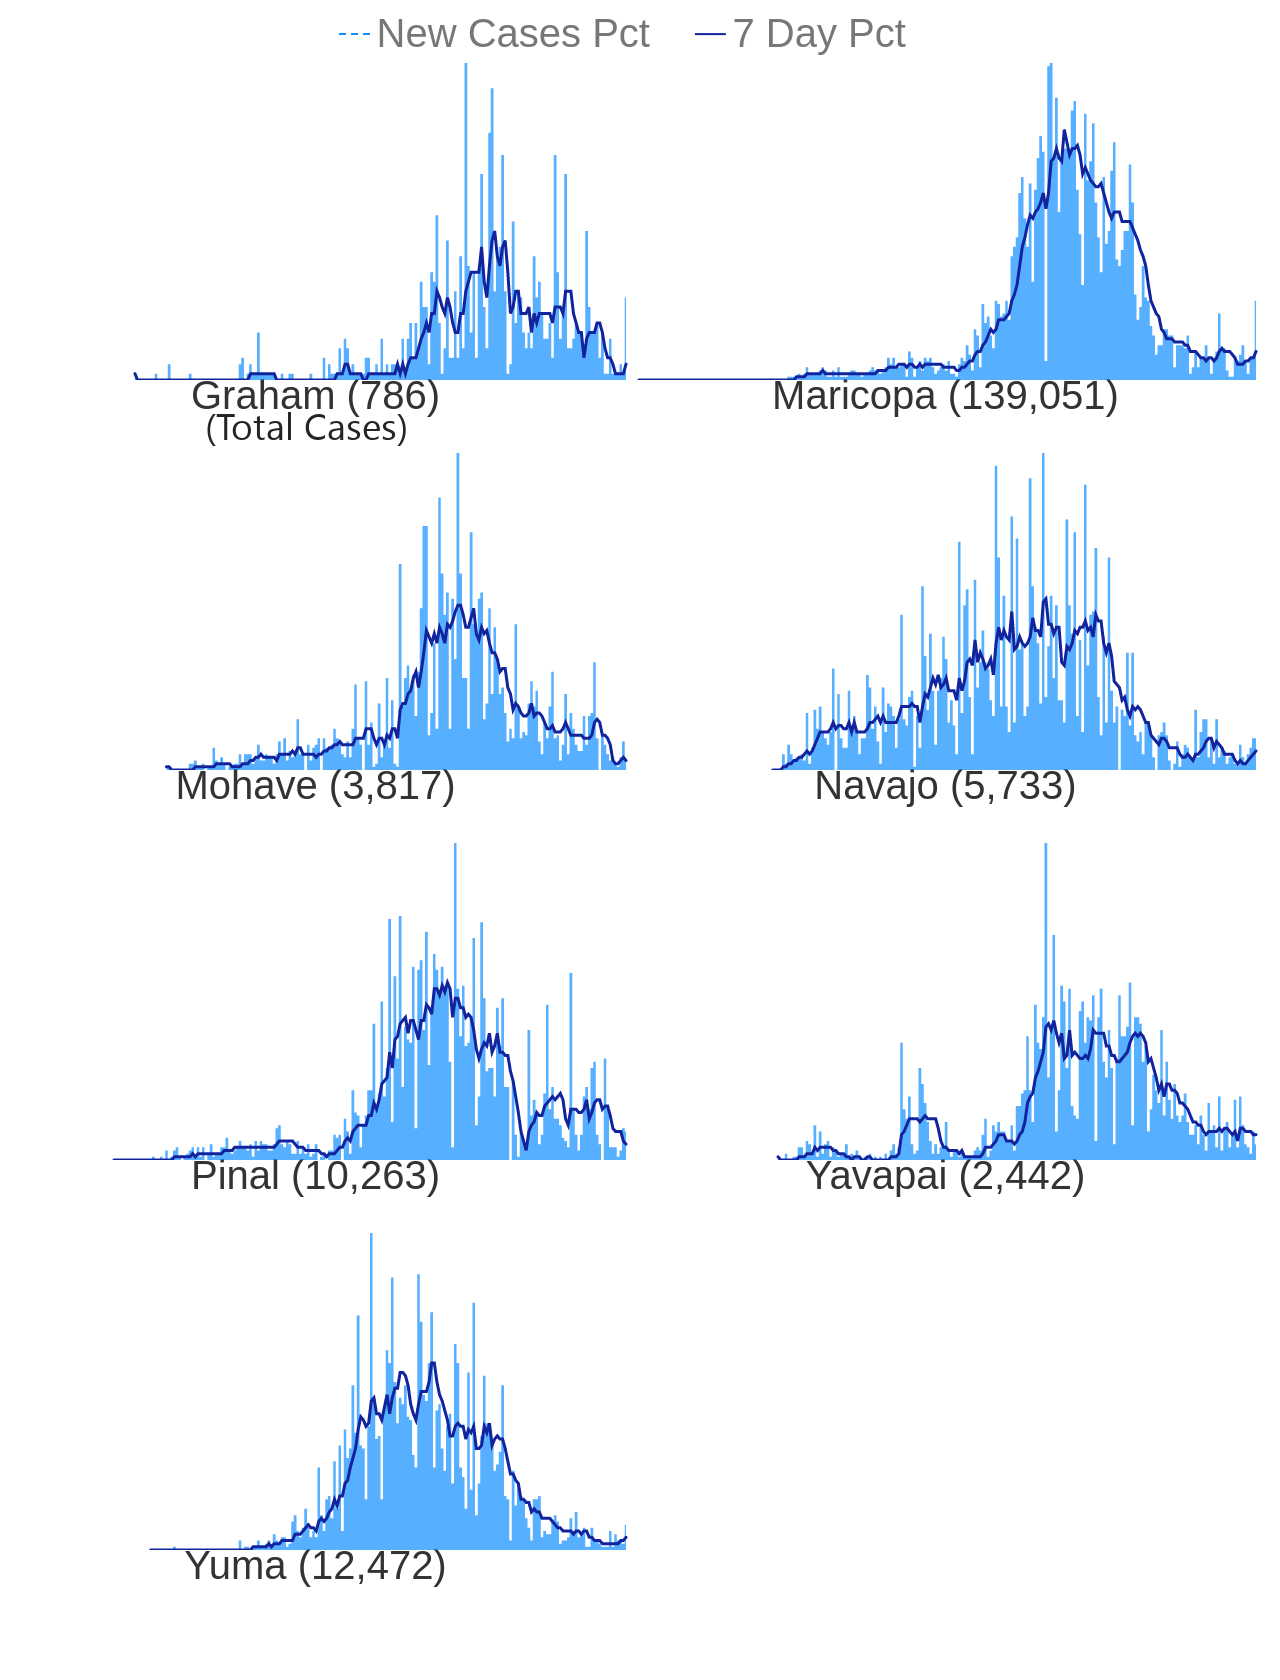 New Cases Pct 7 Day Pct
Graham (786) Maricopa (139,051)
(Total Cases)
Mohave (3,817) Navajo (5,733)
Pinal (10,263) Yavapai (2,442)
Yuma (12,472)